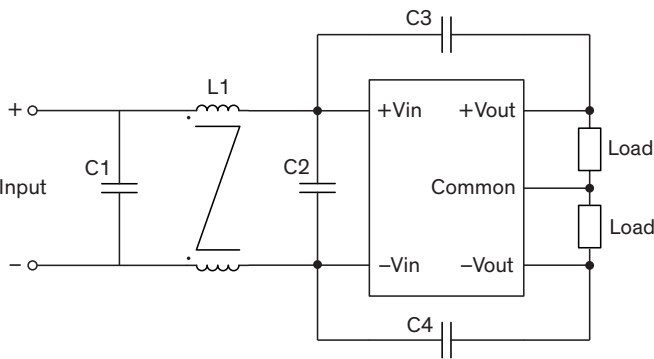 C3
L1
+
+Vin
+Vout
C1
C2
Load
Input
Common
Load
−
−Vin
−Vout
C4